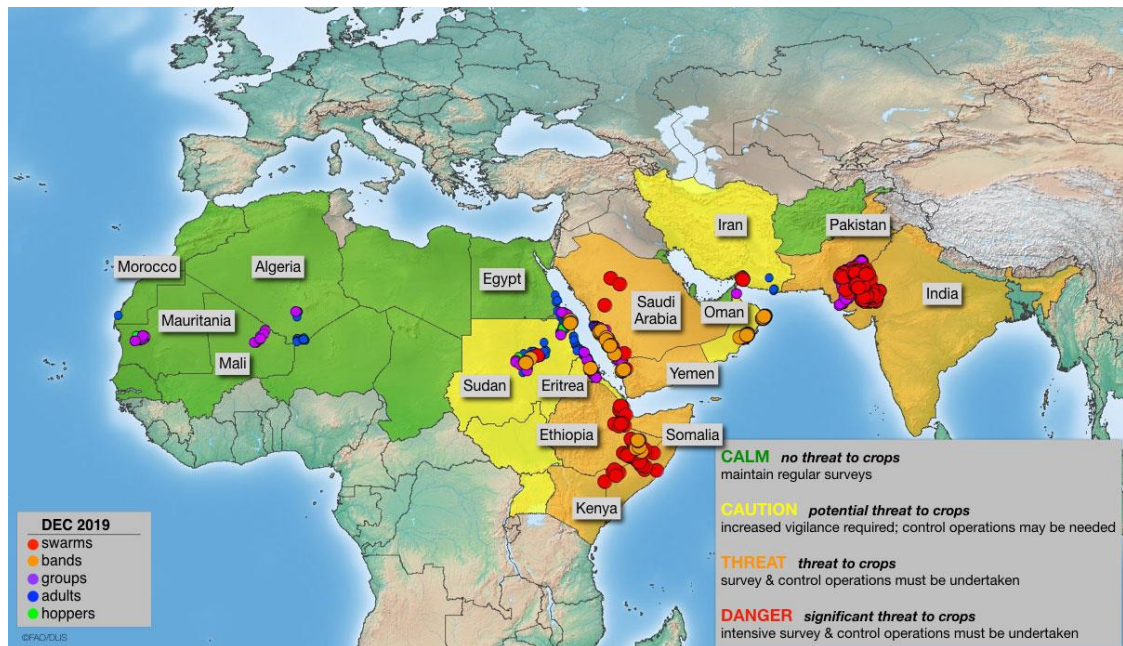 Iran
Pakistan
Morocco
Algeria
Egypt
India
Saudi
Arabia
Oman
Mauritania
Mali
Sudan
Eritrea
Yemen
Ethiopia
Somalia
Kenya
CALM no threat to crops
maintain regular surveys
CAUTION potential threat to crops
increased vigilance required; control operations may be needed
THREAT threat to crops
survey & control operations must be undertaken
DANGER significant threat to crops
intensive survey & control operations must be undertaken
DEC 2019
swarms
bands
groups
adults
hoppers
©FAO/DLIS